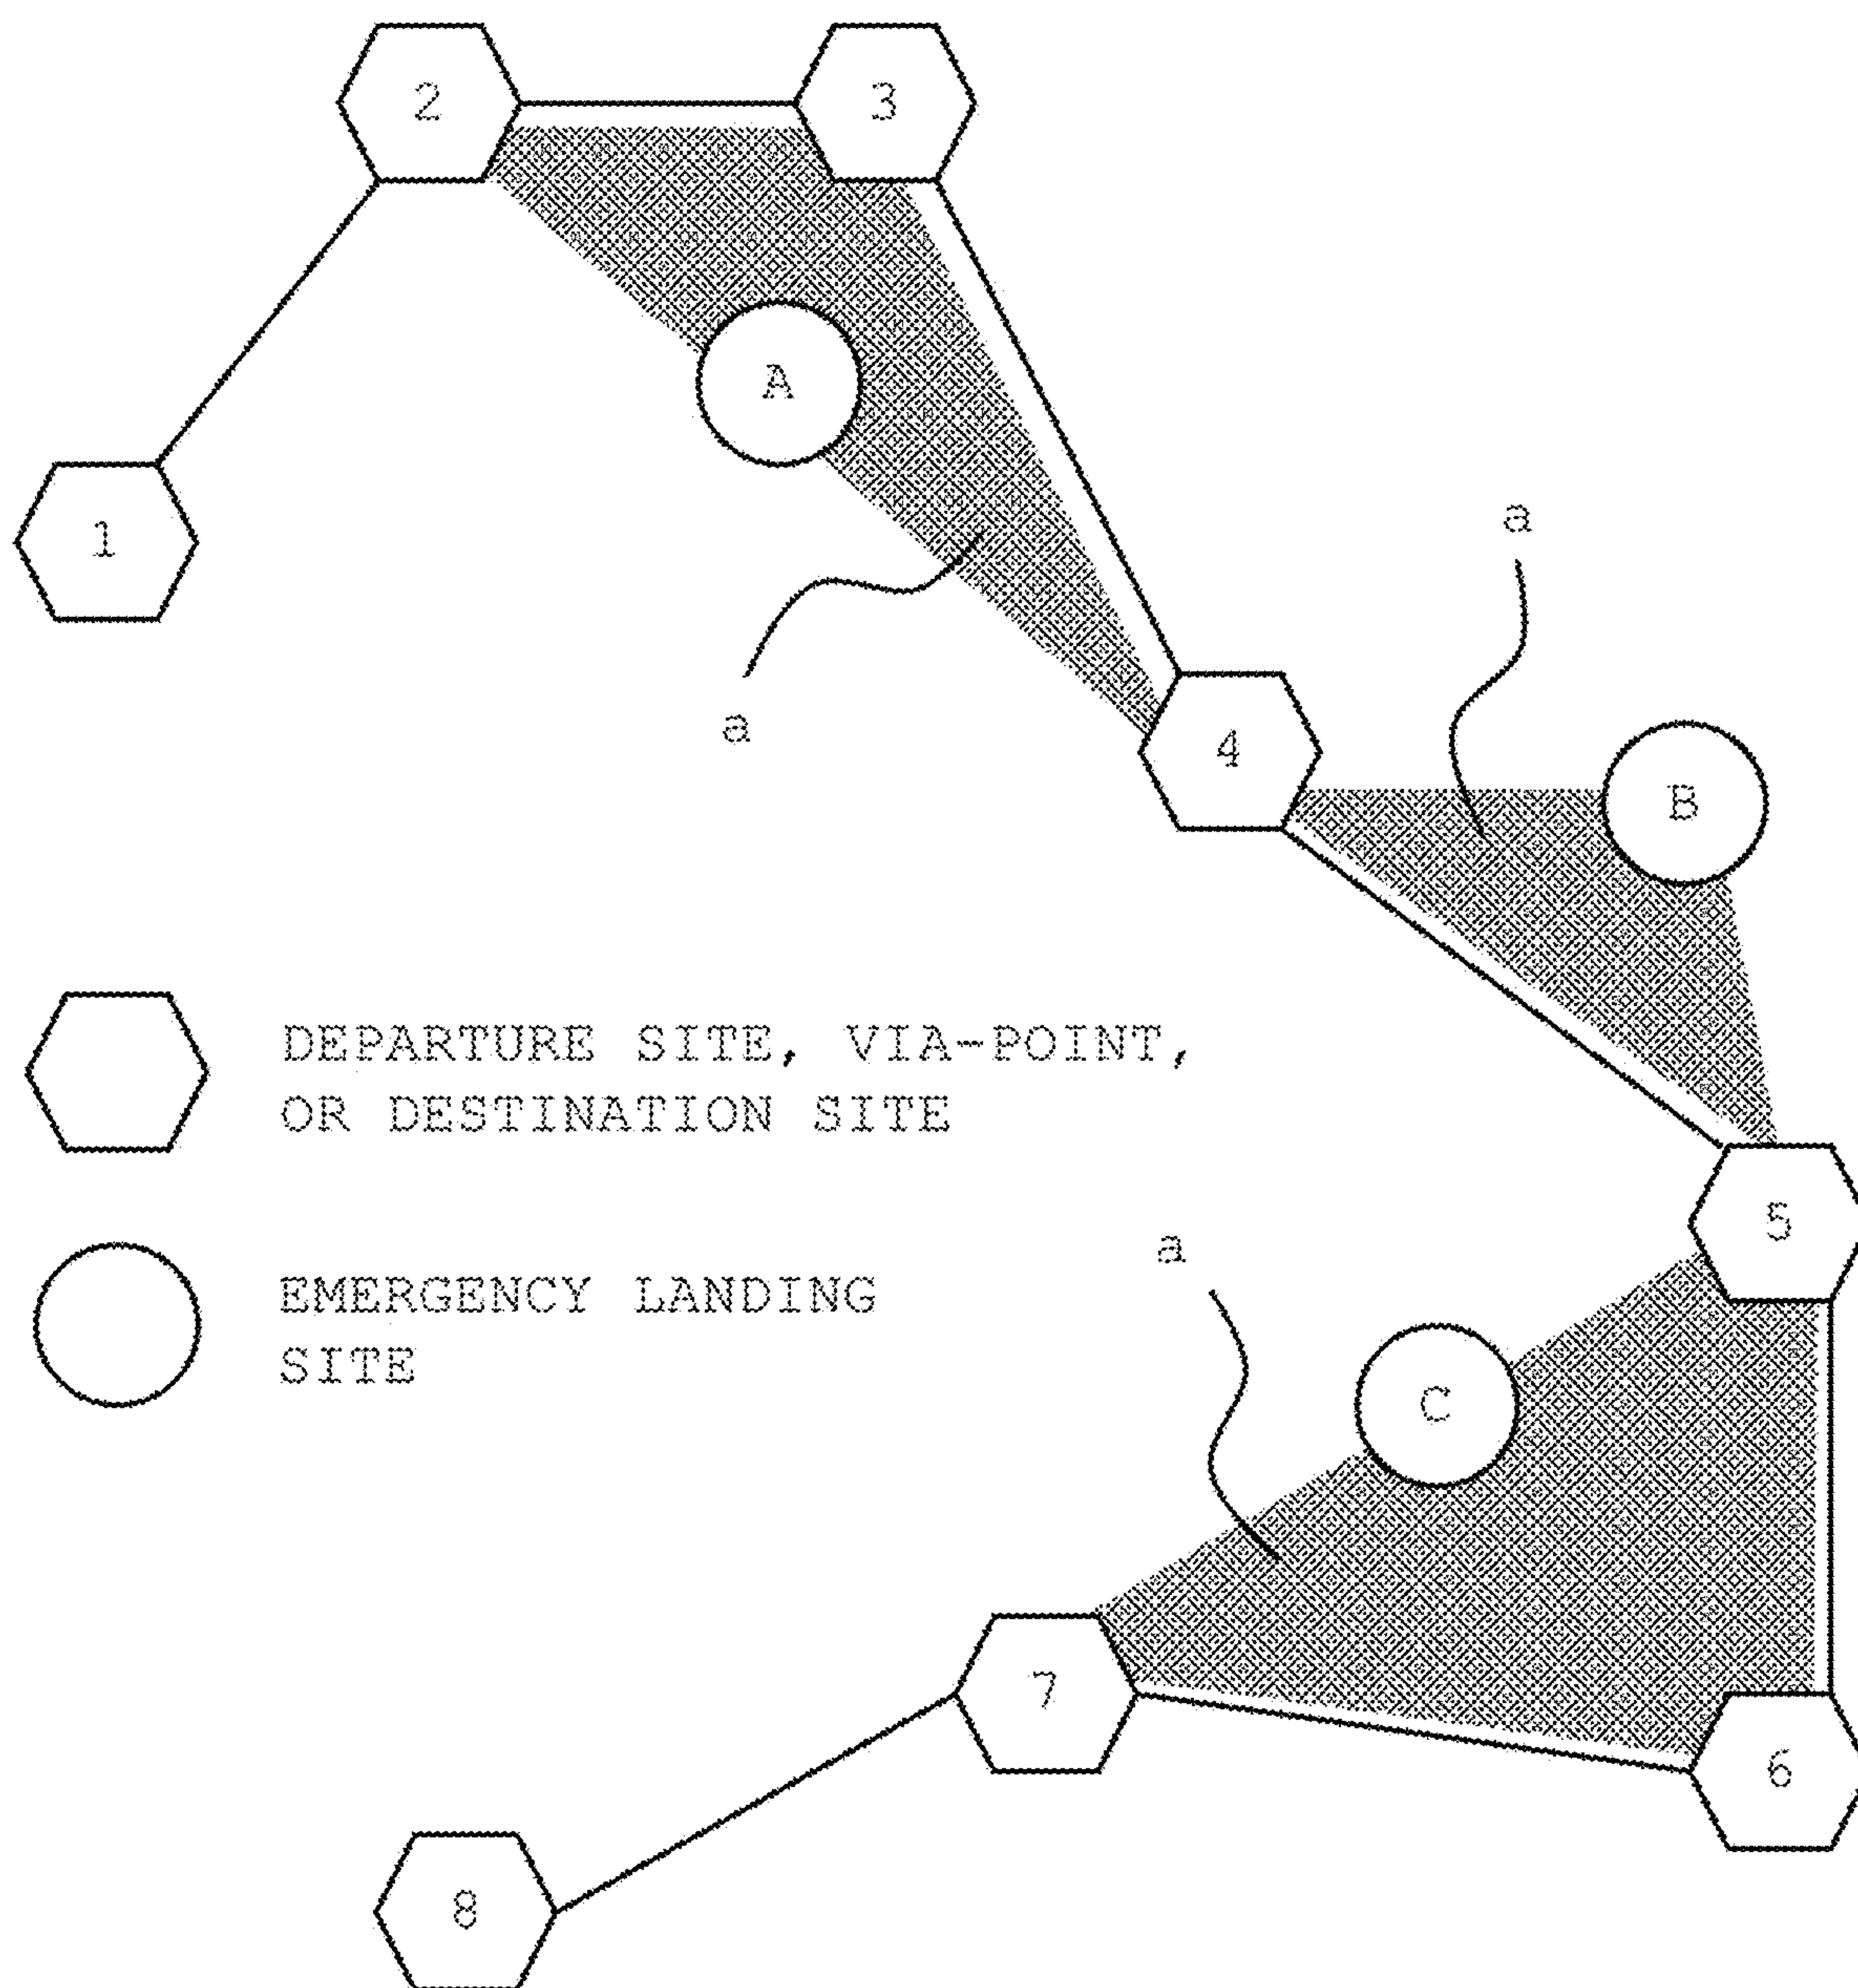 2
3
A
1
a
a
4
B
DEPARTURE SITE, VIA-POINT,
OR DESTINATION SITE
5
a
EMERGENCY LANDING
SITE
C
7
6
8